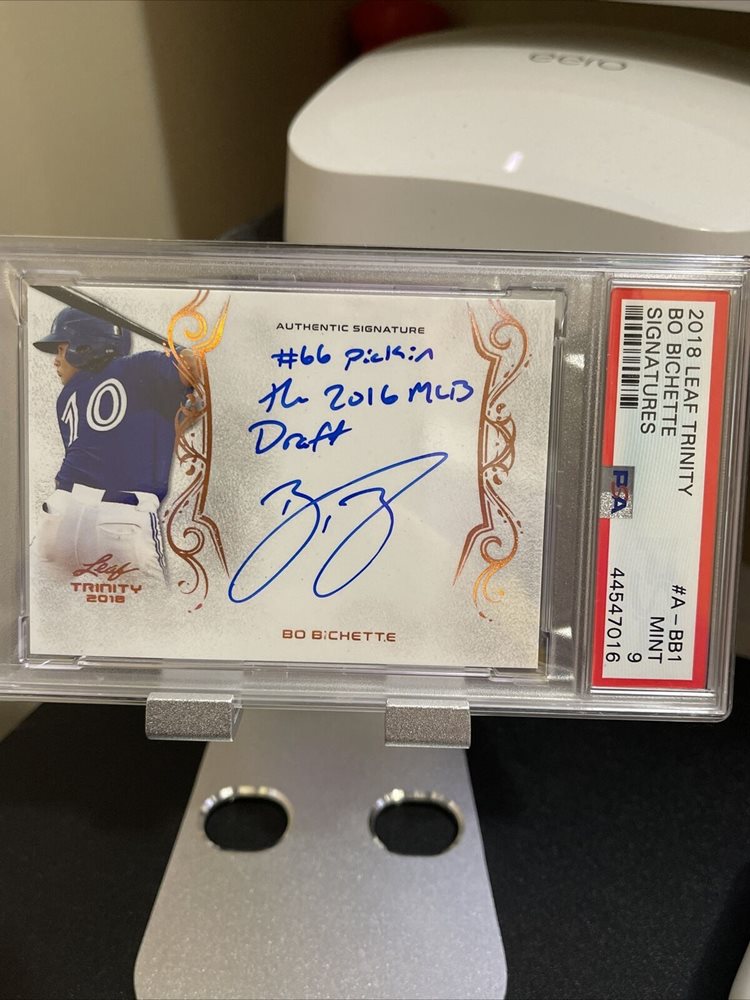 eero
AUTHENTIC SIGNATURE
#66 pick in
the 2016 MLB
Draft
10
Leaf
TRINITY
2018
BO BICHETTE
2018 LEAF TRINITY
BO BICHETTE
SIGNATURES
PSA
#A-BB1
MINT
9
44547016